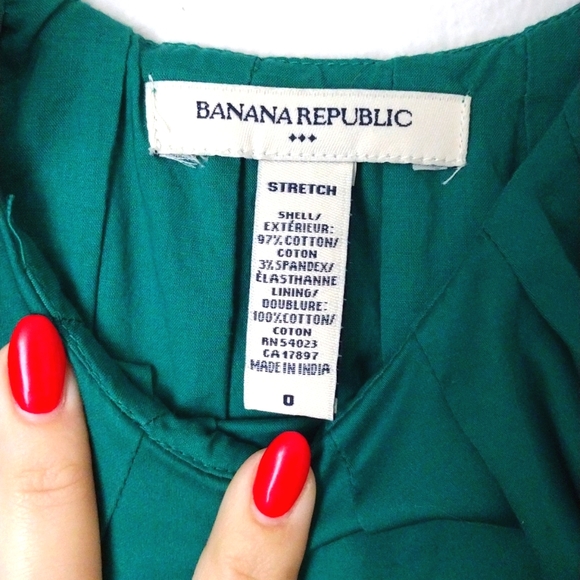 BANANA REPUBLIC
STRETCH
SHELL/
EXTÉRIEUR:
97% COTTON/
COTON
3% SPANDEX/
ÈLASTHANNE
LINING/
DOUBLURE:
100% COTTON/
COTON
RN 54023
CA 17897
MADE IN INDIA
0